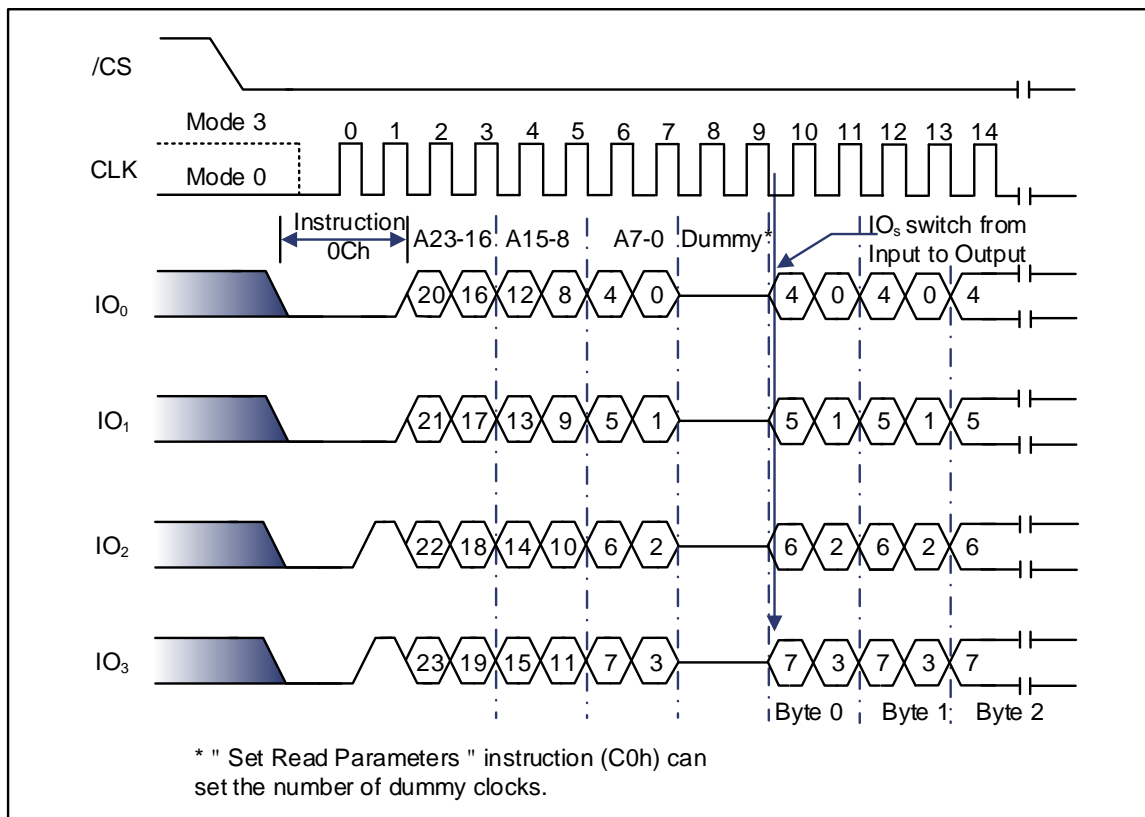 /CS
Mode 3
0 1 2 3 4 5 6 7 8 9 10 11 12 13 14
CLK
Mode 0
Instruction
0Ch
A23-16 A15-8 A7-0 Dummy*
IOs switch from
Input to Output
IO0 20 16 12 8 4 0 4 0 4 0 4
IO1 21 17 13 9 5 1 5 1 5 1 5
IO2 22 18 14 10 6 2 6 2 6 2 6
IO3 23 19 15 11 7 3 7 3 7 3 7
Byte 0 Byte 1 Byte 2
* " Set Read Parameters " instruction (C0h) can
set the number of dummy clocks.